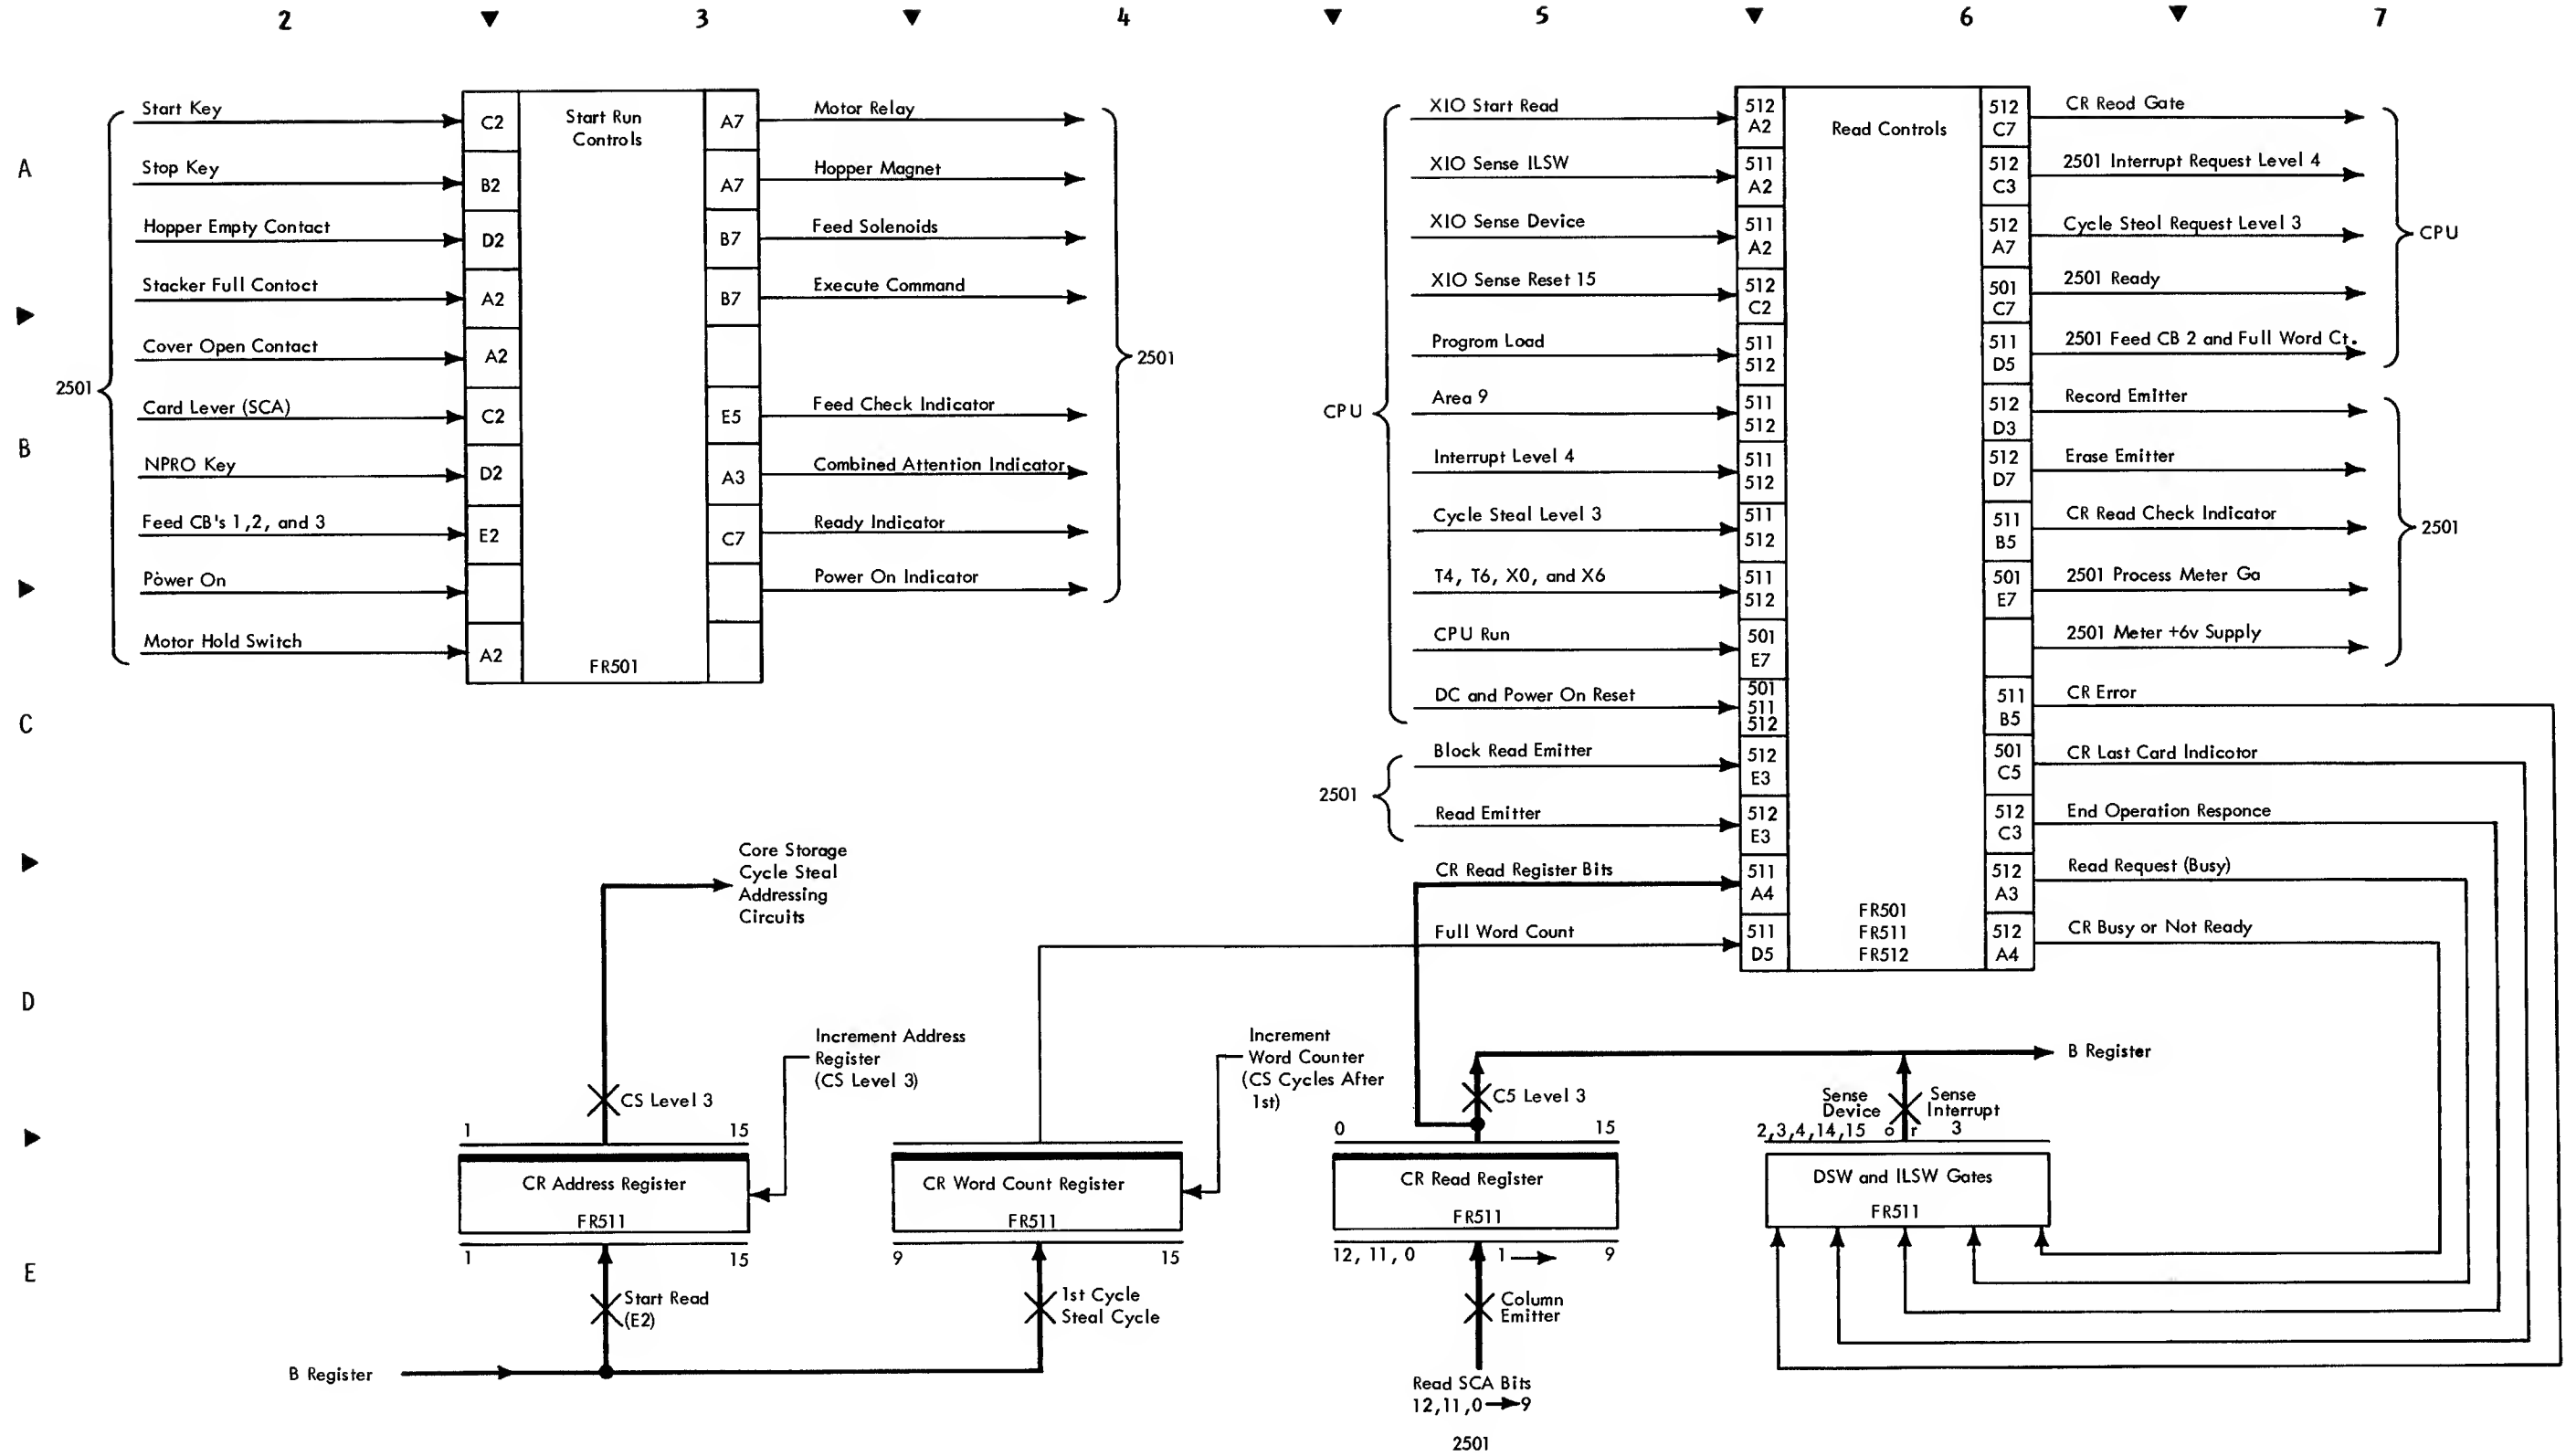 2 3 4 5 6 7
A
B
C
D
E
2501
Start Key C2
Stop Key B2
Hopper Empty Contact D2
Stacker Full Contoct A2
Cover Open Contact A2
Card Lever (SCA) C2
NPRO Key D2
Feed CB's 1,2, and 3 E2
Power On
Motor Hold Switch A2
Start Run
Controls
FR501
A7 Motor Relay
A7 Hopper Magnet
B7 Feed Solenoids
B7 Execute Command
E5 Feed Check Indicator
A3 Combined Attention Indicator
C7 Ready Indicator
Power On Indicator
2501
CPU
XIO Start Read 512 A2
XIO Sense ILSW 511 A2
XIO Sense Device 511 A2
XIO Sense Reset 15 512 C2
Progrom Load 511 512
Area 9 511 512
Interrupt Level 4 511 512
Cycle Steal Level 3 511 512
T4, T6, X0, and X6 511 512
CPU Run 501 E7
DC and Power On Reset 501 511 512
2501
Block Read Emitter 512 E3
Read Emitter 512 E3
CR Read Register Bits 511 A4
Full Word Count 511 D5
Read Controls
FR501
FR511
FR512
512 C7 CR Reod Gate
512 C3 2501 Interrupt Request Level 4
512 A7 Cycle Steol Request Level 3
501 C7 2501 Ready
511 D5 2501 Feed CB 2 and Full Word Ct.
CPU
512 D3 Record Emitter
512 D7 Erase Emitter
511 B5 CR Read Check Indicator
501 E7 2501 Process Meter Ga
2501 Meter +6v Supply
2501
511 B5 CR Error
501 C5 CR Last Card Indicotor
512 C3 End Operation Responce
512 A3 Read Request (Busy)
512 A4 CR Busy or Not Ready
Core Storage
Cycle Steal
Addressing
Circuits
Increment Address
Register
(CS Level 3)
CS Level 3
1 15
CR Address Register
FR511
1 15
Start Read
(E2)
B Register
Increment
Word Counter
(CS Cycles After
1st)
CR Word Count Register
FR511
9 15
1st Cycle
Steal Cycle
C5 Level 3
0 15
CR Read Register
FR511
12, 11, 0 1 9
Column
Emitter
Read SCA Bits
12,11,0 9
2501
B Register
Sense
Device
Sense
Interrupt
2,3,4,14,15 or 3
DSW and ILSW Gates
FR511